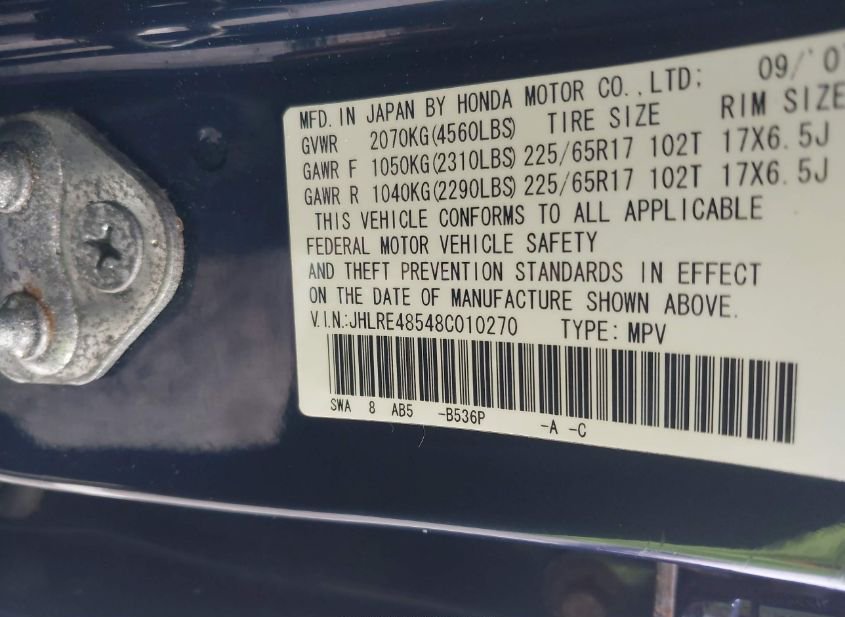 MFD. IN JAPAN BY HONDA MOTOR CO.,LTD: 09/'0
GVWR 2070KG(4560LBS) TIRE SIZE RIM SIZE
GAWR F 1050KG(2310LBS) 225/65R17 102T 17X6.5J
GAWR R 1040KG(2290LBS) 225/65R17 102T 17X6.5J
THIS VEHICLE CONFORMS TO ALL APPLICABLE
FEDERAL MOTOR VEHICLE SAFETY
AND THEFT PREVENTION STANDARDS IN EFFECT
ON THE DATE OF MANUFACTURE SHOWN ABOVE.
V.I.N.:JHLRE48548C010270 TYPE: MPV
SWA 8 AB5 -B536P -A -C